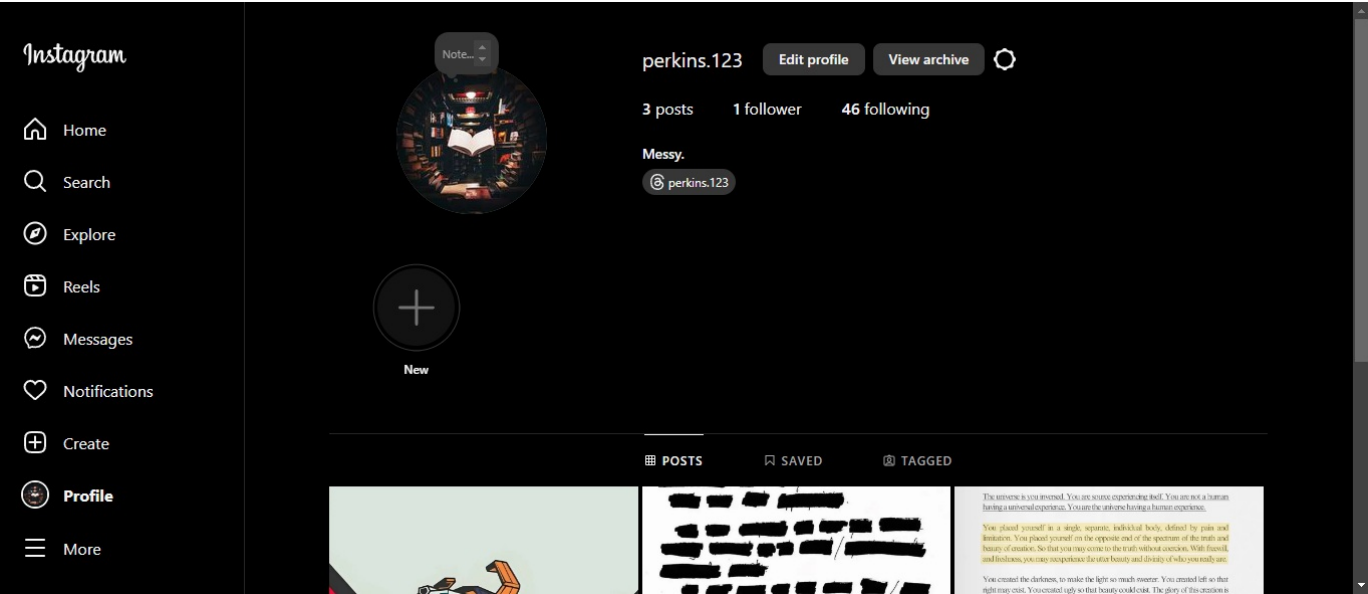 Instagram
Home
Search
Explore
Reels
Messages
Notifications
Create
Profile
More
Note...
perkins.123 Edit profile View archive
3 posts 1 follower 46 following
Messy.
perkins.123
New
POSTS SAVED TAGGED
The universe is you inversed. You are source experiencing itself. You are not a human
having a universal experience. You are the universe having a human experience.
You placed yourself in a single, separate, individual body, defined by pain and
limitation. You placed yourself on the opposite end of the spectrum of the truth and
beauty of creation. So that you may come to the truth without coercion. With freewill,
and freshness, you may reexperience the utter beauty and divinity of who you really are.
You created the darkness, to make the light so much sweeter. You created left so that
right may exist. You created ugly so that beauty could exist. The glory of this creation is